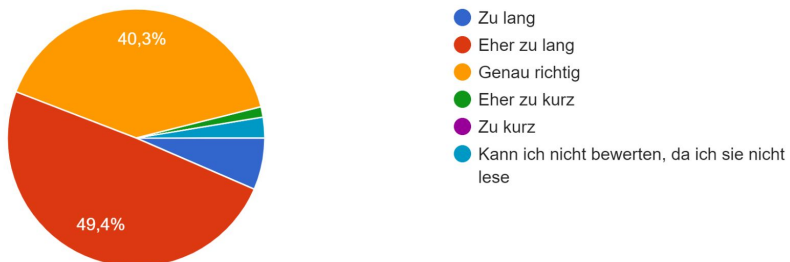 40,3%
49,4%
Zu lang
Eher zu lang
Genau richtig
Eher zu kurz
Zu kurz
Kann ich nicht bewerten, da ich sie nicht
lese